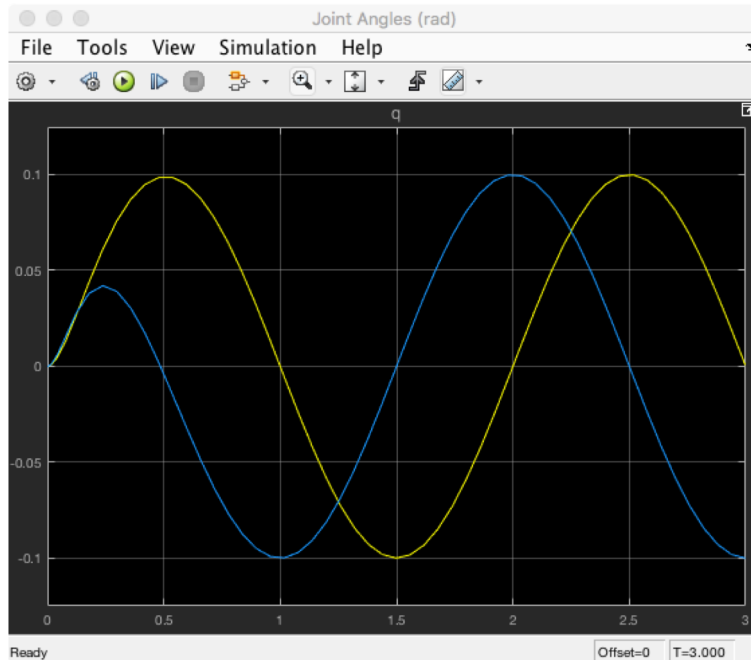 Joint Angles (rad)
File Tools View Simulation Help
q
0.1
0.05
0
-0.05
-0.1
0 0.5 1 1.5 2 2.5 3
Ready Offset=0 T=3.000